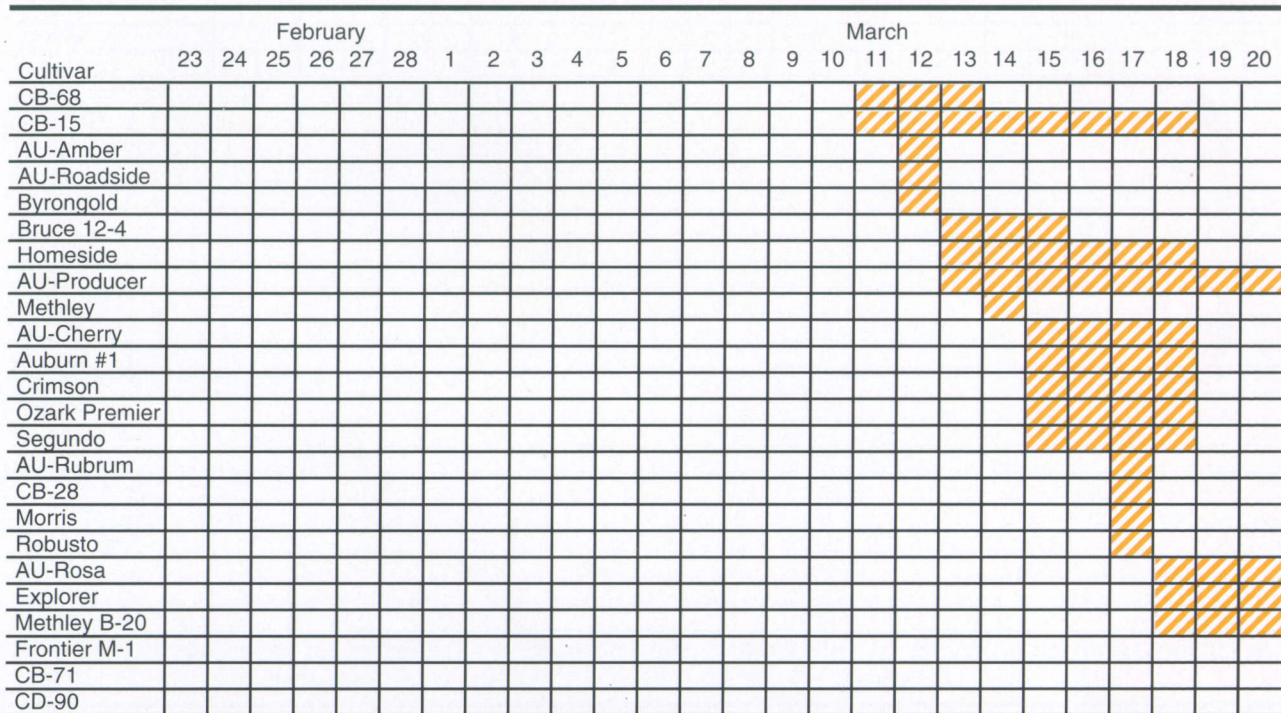 February March
23 24 25 26 27 28 1 2 3 4 5 6 7 8 9 10 11 12 13 14 15 16 17 18 19 20
Cultivar
CB-68
CB-15
AU-Amber
AU-Roadside
Byrongold
Bruce 12-4
Homeside
AU-Producer
Methley
AU-Cherry
Auburn #1
Crimson
Ozark Premier
Segundo
AU-Rubrum
CB-28
Morris
Robusto
AU-Rosa
Explorer
Methley B-20
Frontier M-1
CB-71
CD-90